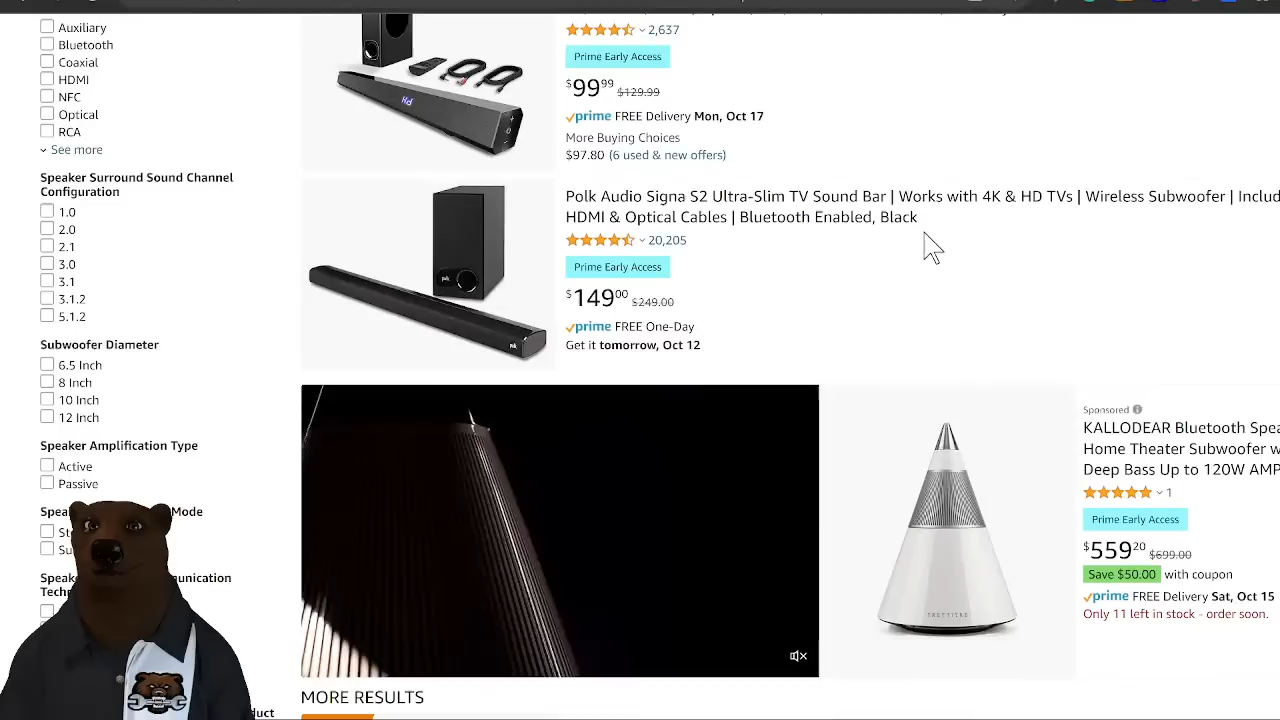 Auxiliary
Bluetooth
Coaxial
HDMI
NFC
Optical
RCA
See more
Speaker Surround Sound Channel
Configuration
1.0
2.0
2.1
3.0
3.1
3.1.2
5.1.2
Subwoofer Diameter
6.5 Inch
8 Inch
10 Inch
12 Inch
Speaker Amplification Type
Active
Passive
Mode
2,637
Prime Early Access
$99.99 $129.99
prime FREE Delivery Mon, Oct 17
More Buying Choices
$97.80 (6 used & new offers)
polk
polk
Polk Audio Signa S2 Ultra-Slim TV Sound Bar | Works with 4K & HD TVs | Wireless Subwoofer | Includ
HDMI & Optical Cables | Bluetooth Enabled, Black
20,205
Prime Early Access
$149.00 $249.00
prime FREE One-Day
Get it tomorrow, Oct 12
Sponsored
KALLODEAR Bluetooth Spea
Home Theater Subwoofer w
Deep Bass Up to 120W AMP
1
Prime Early Access
$559.20 $699.00
Save $50.00 with coupon
prime FREE Delivery Sat, Oct 15
Only 11 left in stock - order soon.
MORE RESULTS